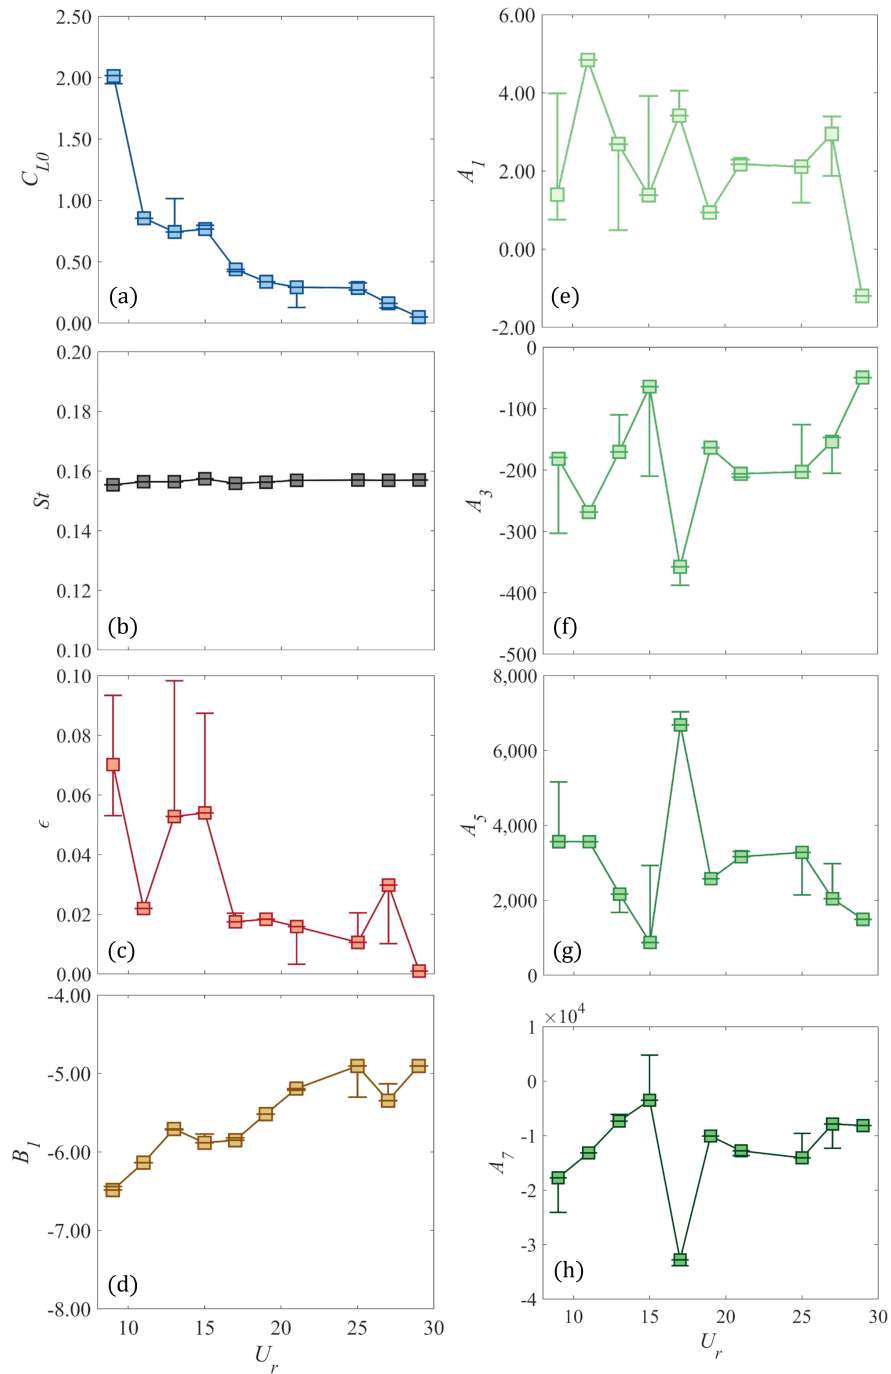 2.50
2.00
1.50
1.00
0.50
0.00
C_L0
(a)
0.20
0.18
0.16
0.14
0.12
0.10
St
(b)
0.10
0.08
0.06
0.04
0.02
0.00
ϵ
(c)
-4.00
-5.00
-6.00
-7.00
-8.00
B_1
(d)
10 15 20 25 30
U_r
6.00
4.00
2.00
0.00
-2.00
A_1
(e)
0
-100
-200
-300
-400
-500
A_3
(f)
8,000
6,000
4,000
2,000
0
A_5
(g)
×10^4
1
0
-1
-2
-3
-4
A_7
(h)
10 15 20 25 30
U_r